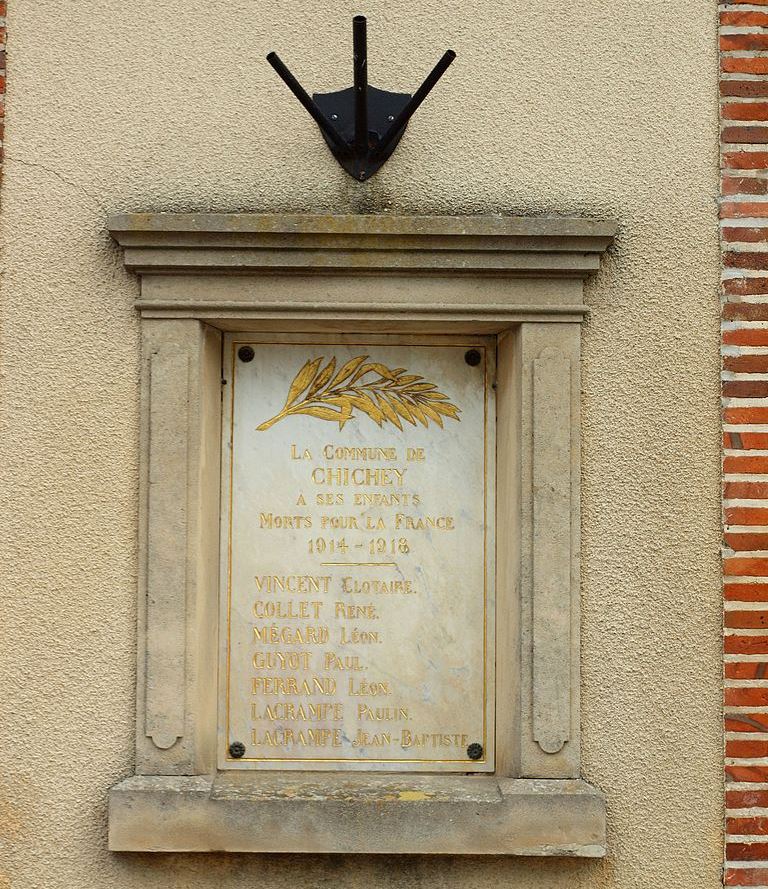 LA COMMUNE DE
CHICHEY
A SES ENFANTS
MORTS POUR LA FRANCE
1914-1918
VINCENT CLOTAIRE.
COLLET RENÉ.
MÉGARD LÉON.
GUYOT PAUL.
FERRAND LÉON.
LACRAMPE PAULIN.
LACRAMPE JEAN-BAPTISTE